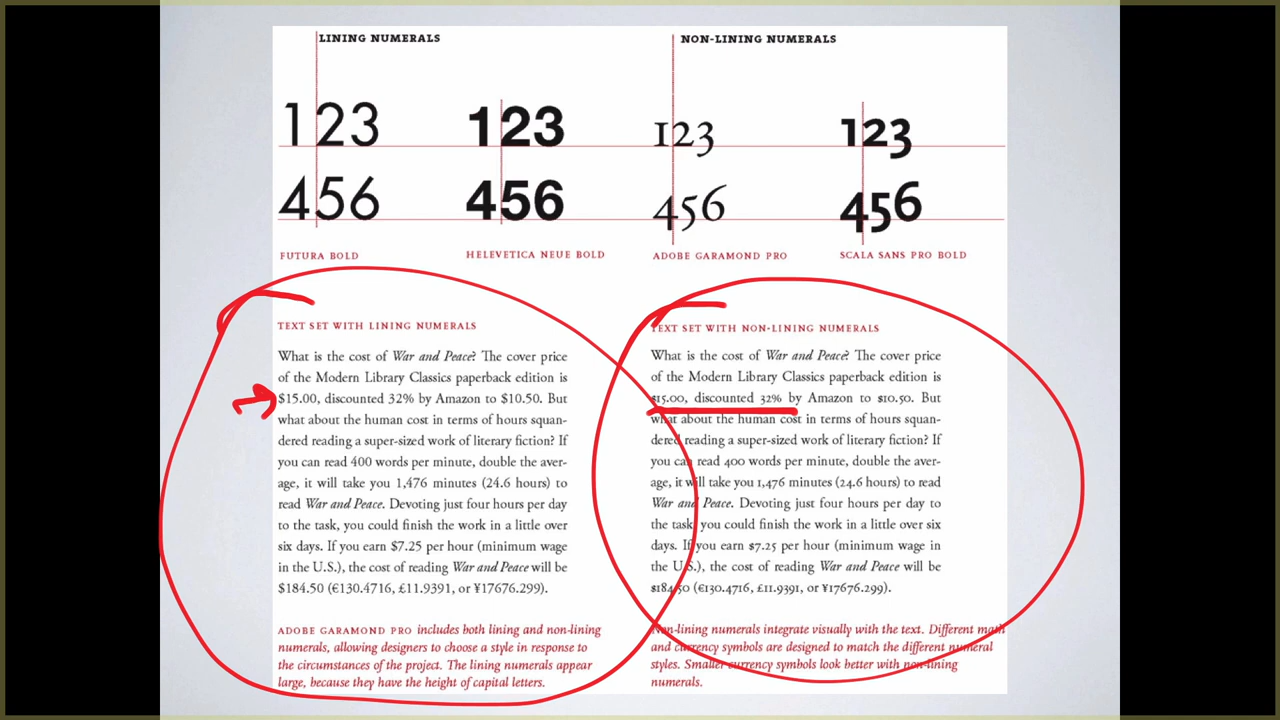 LINING NUMERALS
NON-LINING NUMERALS
123
123
123
123
456
456
456
456
FUTURA BOLD
HELEVETICA NEUE BOLD
ADOBE GARAMOND PRO
SCALA SANS PRO BOLD
TEXT SET WITH LINING NUMERALS
What is the cost of War and Peace? The cover price
of the Modern Library Classics paperback edition is
$15.00, discounted 32% by Amazon to $10.50. But
what about the human cost in terms of hours squan-
dered reading a super-sized work of literary fiction? If
you can read 400 words per minute, double the aver-
age, it will take you 1,476 minutes (24.6 hours) to
read War and Peace. Devoting just four hours per day
to the task, you could finish the work in a little over
six days. If you earn $7.25 per hour (minimum wage
in the U.S.), the cost of reading War and Peace will be
$184.50 (€130.4716, £11.9391, or ¥17676.299).
ADOBE GARAMOND PRO includes both lining and non-lining
numerals, allowing designers to choose a style in response to
the circumstances of the project. The lining numerals appear
large, because they have the height of capital letters.
TEXT SET WITH NON-LINING NUMERALS
What is the cost of War and Peace? The cover price
of the Modern Library Classics paperback edition is
$15.00, discounted 32% by Amazon to $10.50. But
what about the human cost in terms of hours squan-
dered reading a super-sized work of literary fiction? If
you can read 400 words per minute, double the aver-
age, it will take you 1,476 minutes (24.6 hours) to read
War and Peace. Devoting just four hours per day to
the task, you could finish the work in a little over six
days. If you earn $7.25 per hour (minimum wage in
the U.S.), the cost of reading War and Peace will be
$184.50 (€130.4716, £11.9391, or ¥17676.299).
Non-lining numerals integrate visually with the text. Different math
and currency symbols are designed to match the different numeral
styles. Smaller currency symbols look better with non-lining
numerals.